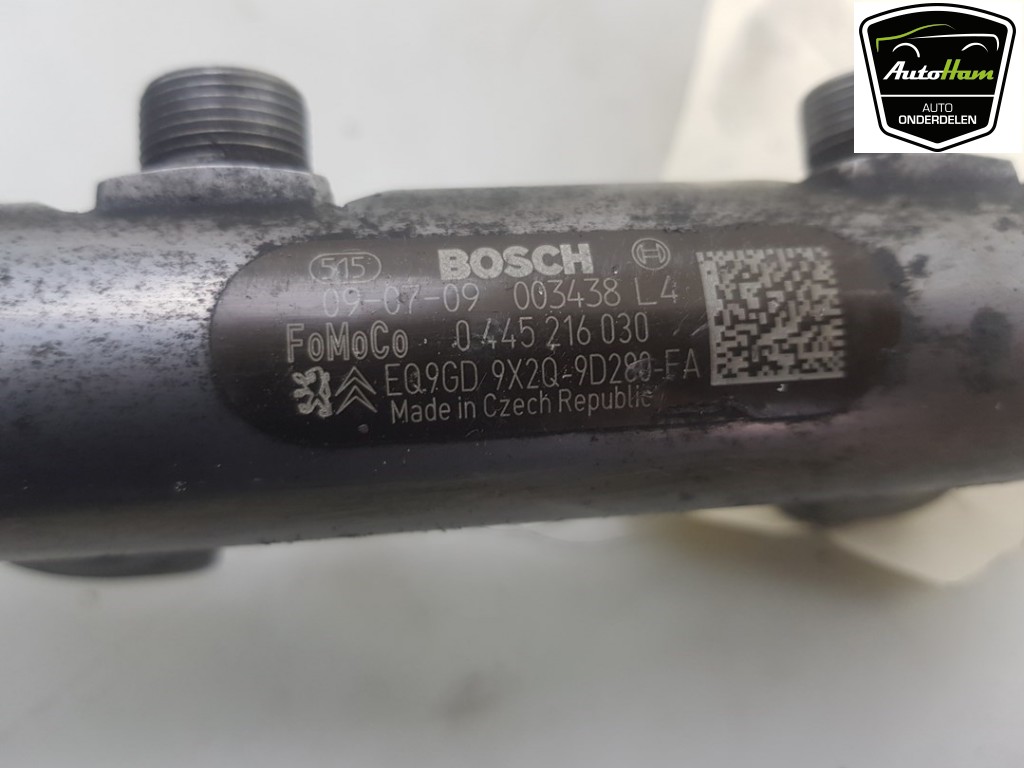 AutoHam
AUTO
ONDERDELEN
515 BOSCH
09-07-09 003438 L4
FoMoCo 0 445 216 030
EQ9GD 9X2Q-9D280-EA
Made in Czech Republic